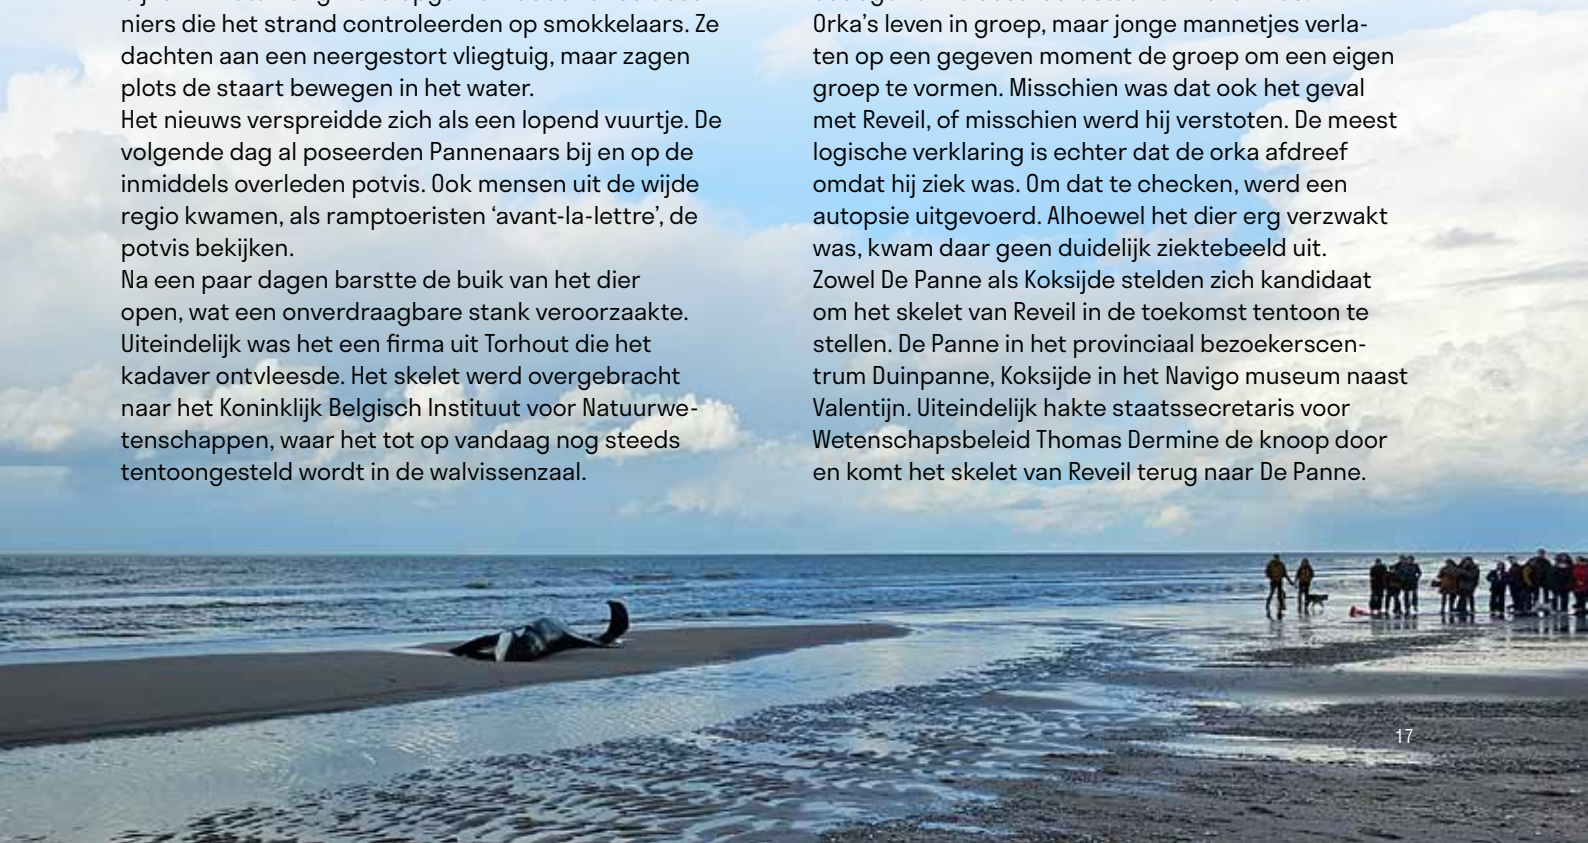 niers die het strand controleerden op smokkelaars. Ze
dachten aan een neergestort vliegtuig, maar zagen
plots de staart bewegen in het water.
Het nieuws verspreidde zich als een lopend vuurtje. De
volgende dag al poseerden Pannenaars bij en op de
inmiddels overleden potvis. Ook mensen uit de wijde
regio kwamen, als ramptoeristen ‘avant-la-lettre’, de
potvis bekijken.
Na een paar dagen barstte de buik van het dier
open, wat een onverdraagbare stank veroorzaakte.
Uiteindelijk was het een firma uit Torhout die het
kadaver ontvleesde. Het skelet werd overgebracht
naar het Koninklijk Belgisch Instituut voor Natuurwe-
tenschappen, waar het tot op vandaag nog steeds
tentoongesteld wordt in de walvissenzaal.
Orka’s leven in groep, maar jonge mannetjes verla-
ten op een gegeven moment de groep om een eigen
groep te vormen. Misschien was dat ook het geval
met Reveil, of misschien werd hij verstoten. De meest
logische verklaring is echter dat de orka afdreef
omdat hij ziek was. Om dat te checken, werd een
autopsie uitgevoerd. Alhoewel het dier erg verzwakt
was, kwam daar geen duidelijk ziektebeeld uit.
Zowel De Panne als Koksijde stelden zich kandidaat
om het skelet van Reveil in de toekomst tentoon te
stellen. De Panne in het provinciaal bezoekerscen-
trum Duinpanne, Koksijde in het Navigo museum naast
Valentijn. Uiteindelijk hakte staatssecretaris voor
Wetenschapsbeleid Thomas Dermine de knoop door
en komt het skelet van Reveil terug naar De Panne.
17